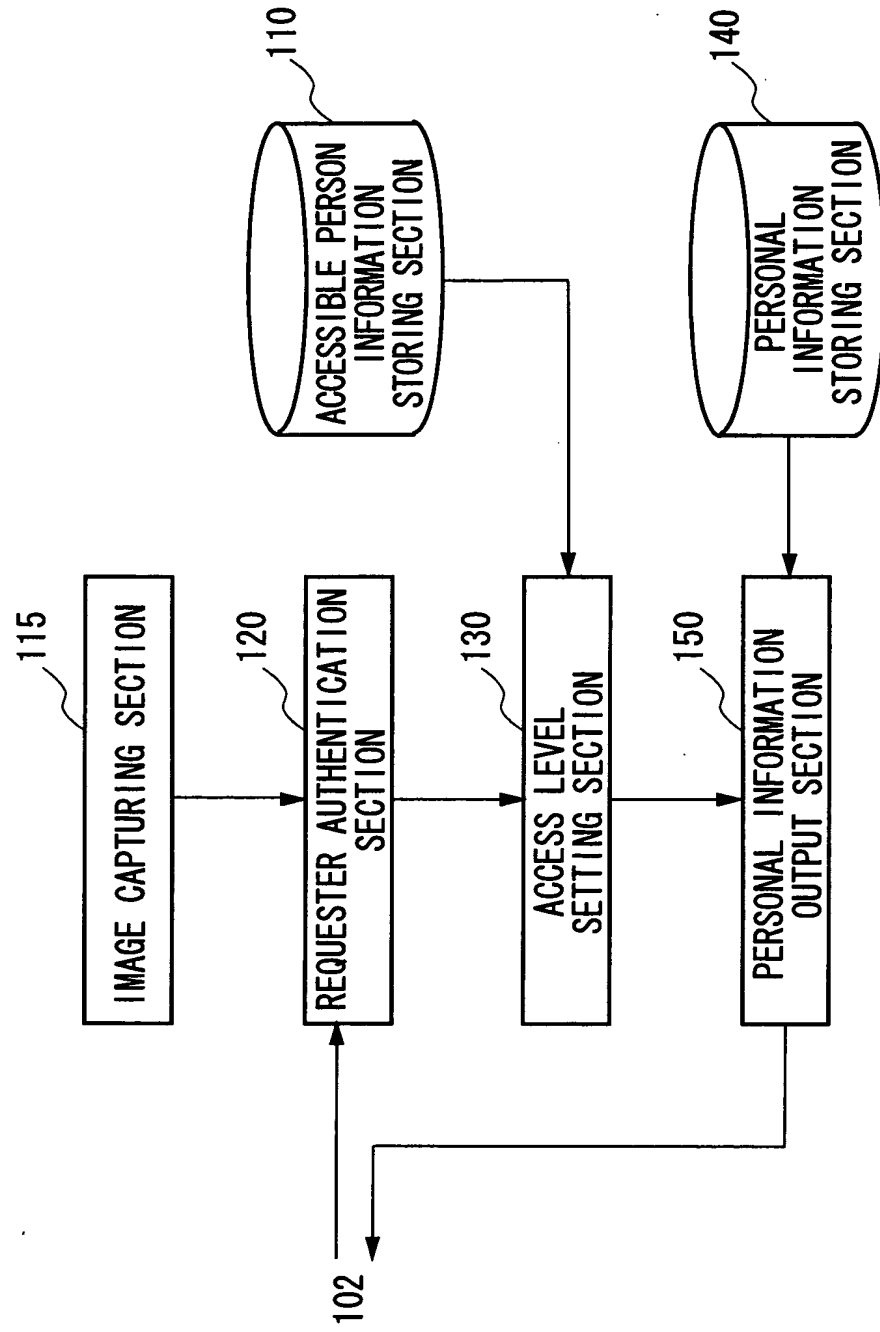 115
IMAGE CAPTURING SECTION
120
REQUESTER AUTHENTICATION
SECTION
102
110
ACCESSIBLE PERSON
INFORMATION
STORING SECTION
130
ACCESS LEVEL
SETTING SECTION
140
PERSONAL
INFORMATION
STORING SECTION
150
PERSONAL INFORMATION
OUTPUT SECTION